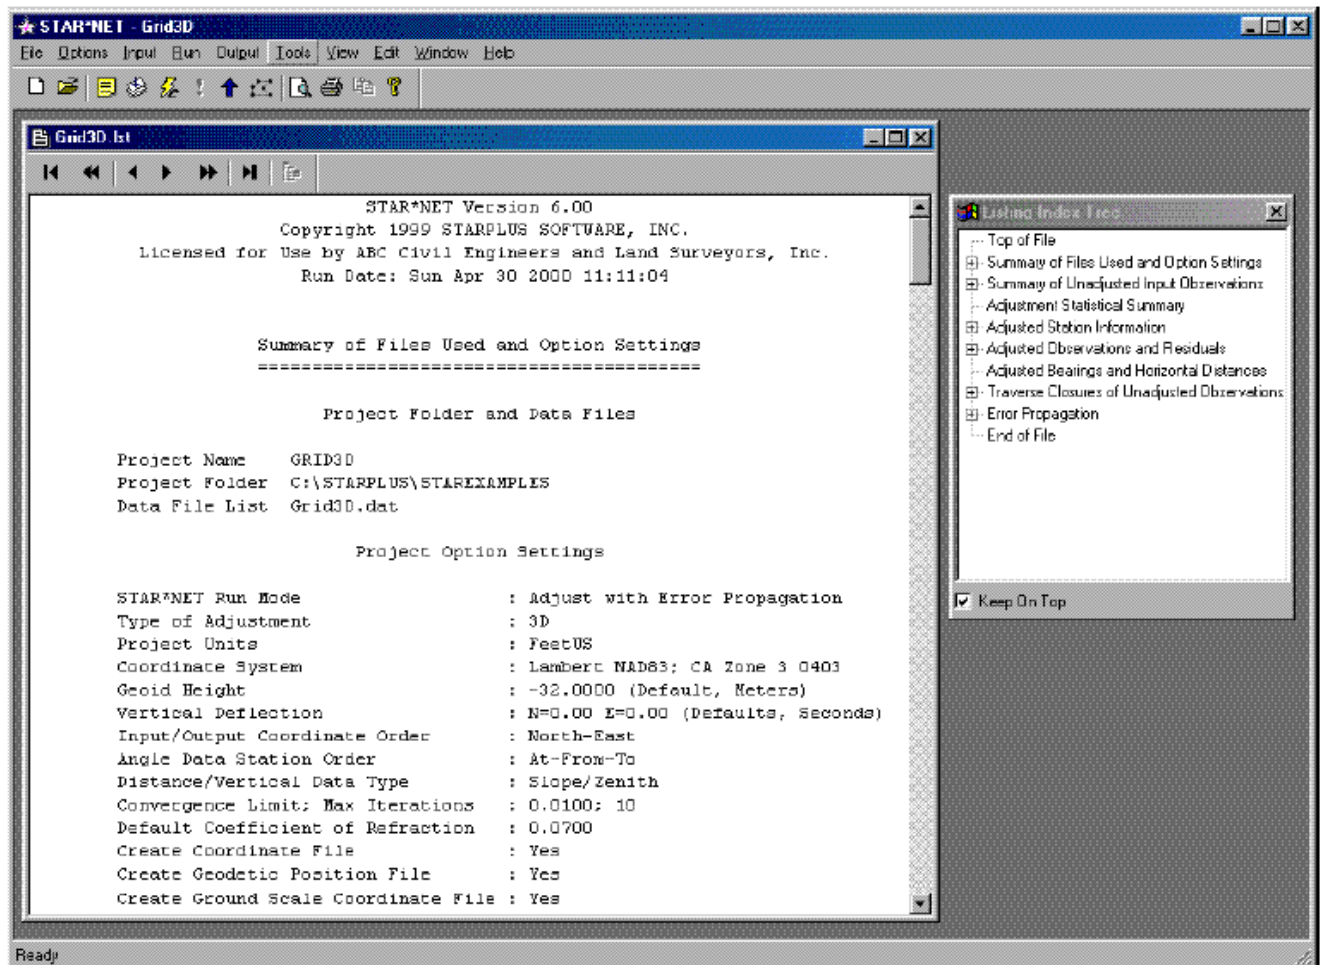 STAR*NET - Grid3D
File Options Input Run Output Tools View Edit Window Help
Grid3D.lst
STAR*NET Version 6.00
Copyright 1999 STARPLUS SOFTWARE, INC.
Licensed for Use by ABC Civil Engineers and Land Surveyors, Inc.
Run Date: Sun Apr 30 2000 11:11:04
Summary of Files Used and Option Settings
=========================================
Project Folder and Data Files
Project Name GRID3D
Project Folder C:\STARPLUS\STAREXAMPLES
Data File List Grid3D.dat
Project Option Settings
STAR*NET Run Mode : Adjust with Error Propagation
Type of Adjustment : 3D
Project Units : FeetUS
Coordinate System : Lambert NAD83; CA Zone 3 0403
Geoid Height : -32.0000 (Default, Meters)
Vertical Deflection : N=0.00 E=0.00 (Defaults, Seconds)
Input/Output Coordinate Order : North-East
Angle Data Station Order : At-From-To
Distance/Vertical Data Type : Slope/Zenith
Convergence Limit; Max Iterations : 0.0100; 10
Default Coefficient of Refraction : 0.0700
Create Coordinate File : Yes
Create Geodetic Position File : Yes
Create Ground Scale Coordinate File : Yes
Listing Index Tree
Top of File
Summary of Files Used and Option Settings
Summary of Unadjusted Input Observations
Adjustment Statistical Summary
Adjusted Station Information
Adjusted Observations and Residuals
Adjusted Bearings and Horizontal Distances
Traverse Closures of Unadjusted Observations
Error Propagation
End of File
Keep On Top
Ready